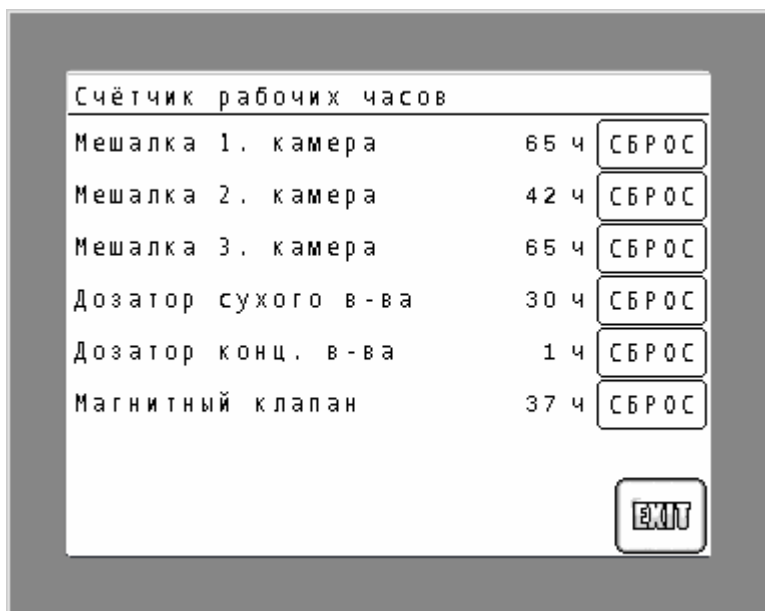 Счётчик рабочих часов
Мешалка 1. камера 65 ч СБРОС
Мешалка 2. камера 42 ч СБРОС
Мешалка 3. камера 65 ч СБРОС
Дозатор сухого в-ва 30 ч СБРОС
Дозатор конц. в-ва 1 ч СБРОС
Магнитный клапан 37 ч СБРОС
EXIT